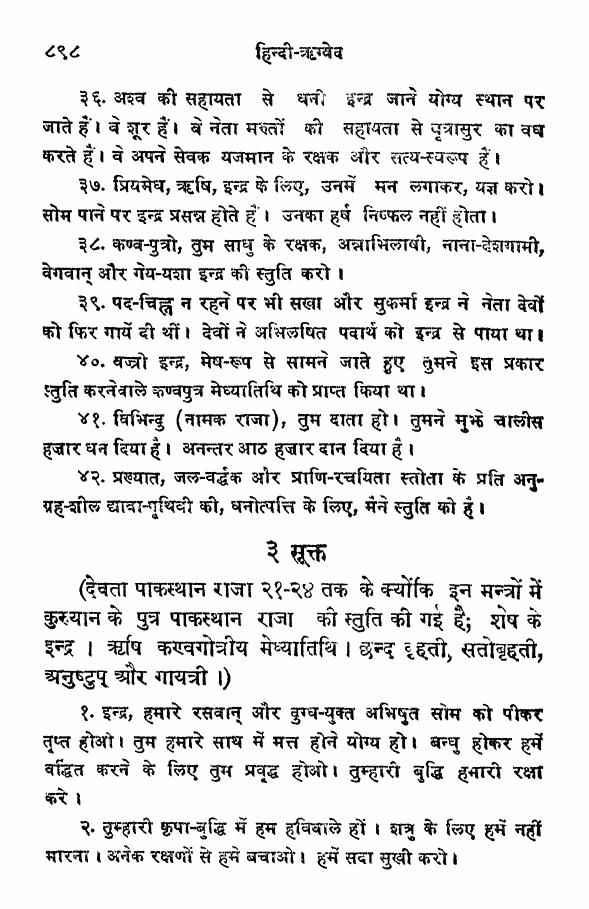 ८९८ हिन्दी-ऋग्वेद
३६. अश्व की सहायता से धनी इन्द्र जाने योग्य स्थान पर
जाते हैं। वे शूर हैं। वे नेता मरुतों की सहायता से वृत्रासुर का वध
करते हैं। वे अपने सेवक यजमान के रक्षक और सत्य-स्वरूप हैं।
३७. प्रियमेध, ऋषि, इन्द्र के लिए, उनमें मन लगाकर, यज्ञ करो।
सोम पाने पर इन्द्र प्रसन्न होते हैं। उनका हर्ष निष्फल नहीं होता।
३८. कण्व-पुत्रो, तुम साधु के रक्षक, अन्नाभिलाषी, नाना-देशगामी,
वेगवान् और गेय-यशा इन्द्र की स्तुति करो।
३९. पद-चिह्न न रहने पर भी सखा और सुकर्मा इन्द्र ने नेता देवों
को फिर गायें दी थीं। देवों ने अभिलषित पदार्थ को इन्द्र से पाया था।
४०. वज्री इन्द्र, मेष-रूप से सामने जाते हुए तुमने इस प्रकार
स्तुति करनेवाले कण्वपुत्र मेध्यातिथि को प्राप्त किया था।
४१. विभिन्दु (नामक राजा), तुम दाता हो। तुमने मुझे चालीस
हजार धन दिया है। अनन्तर आठ हजार दान दिया है।
४२. प्रख्यात, जल-वर्द्धक और प्राणि-रचयिता स्तोता के प्रति अनु-
ग्रह-शील द्यावा-पृथिवी की, धनोत्पत्ति के लिए, मैंने स्तुति की है।
३ सूक्त
(देवता पाकस्थान राजा २१-२४ तक के क्योंकि इन मन्त्रों में
कुरुयान के पुत्र पाकस्थान राजा की स्तुति की गई है; शेष के
इन्द्र । ऋषि कण्वगोत्रीय मेध्यातिथि । छन्द वृहती, सतोबृहती,
अनुष्टुप् और गायत्री ।)
१. इन्द्र, हमारे रसवान् और दुग्ध-युक्त अभिषुत सोम को पीकर
तृप्त होओ। तुम हमारे साथ में मत्त होने योग्य हो। बन्धु होकर हमें
वर्द्धित करने के लिए तुम प्रवृद्ध होओ। तुम्हारी बुद्धि हमारी रक्षा
करे।
२. तुम्हारी कृपा-बुद्धि में हम हविवाले हों । शत्रु के लिए हमें नहीं
मारना। अनेक रक्षणों से हमें बचाओ। हमें सदा सुखी करो।